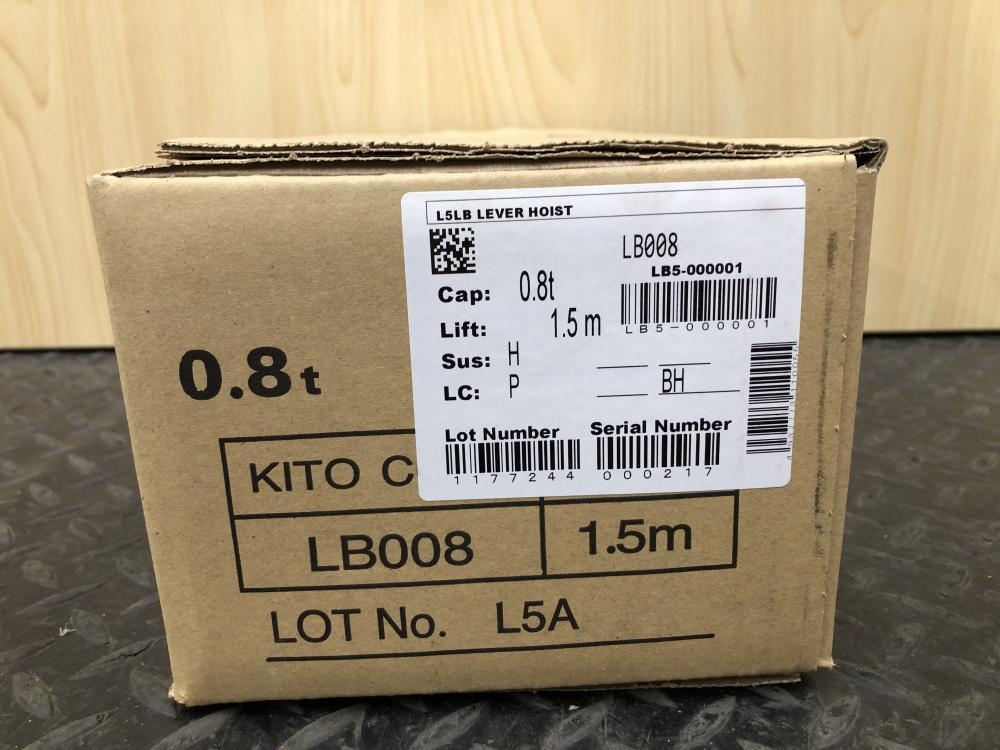 L5LB LEVER HOIST
LB008
LB5-000001
Cap: 0.8t
LB5-000001
Lift: 1.5 m
Sus: H
LC: P BH
Lot Number Serial Number
1177244 000217
0.8t
KITO C
LB008 1.5m
LOT No. L5A